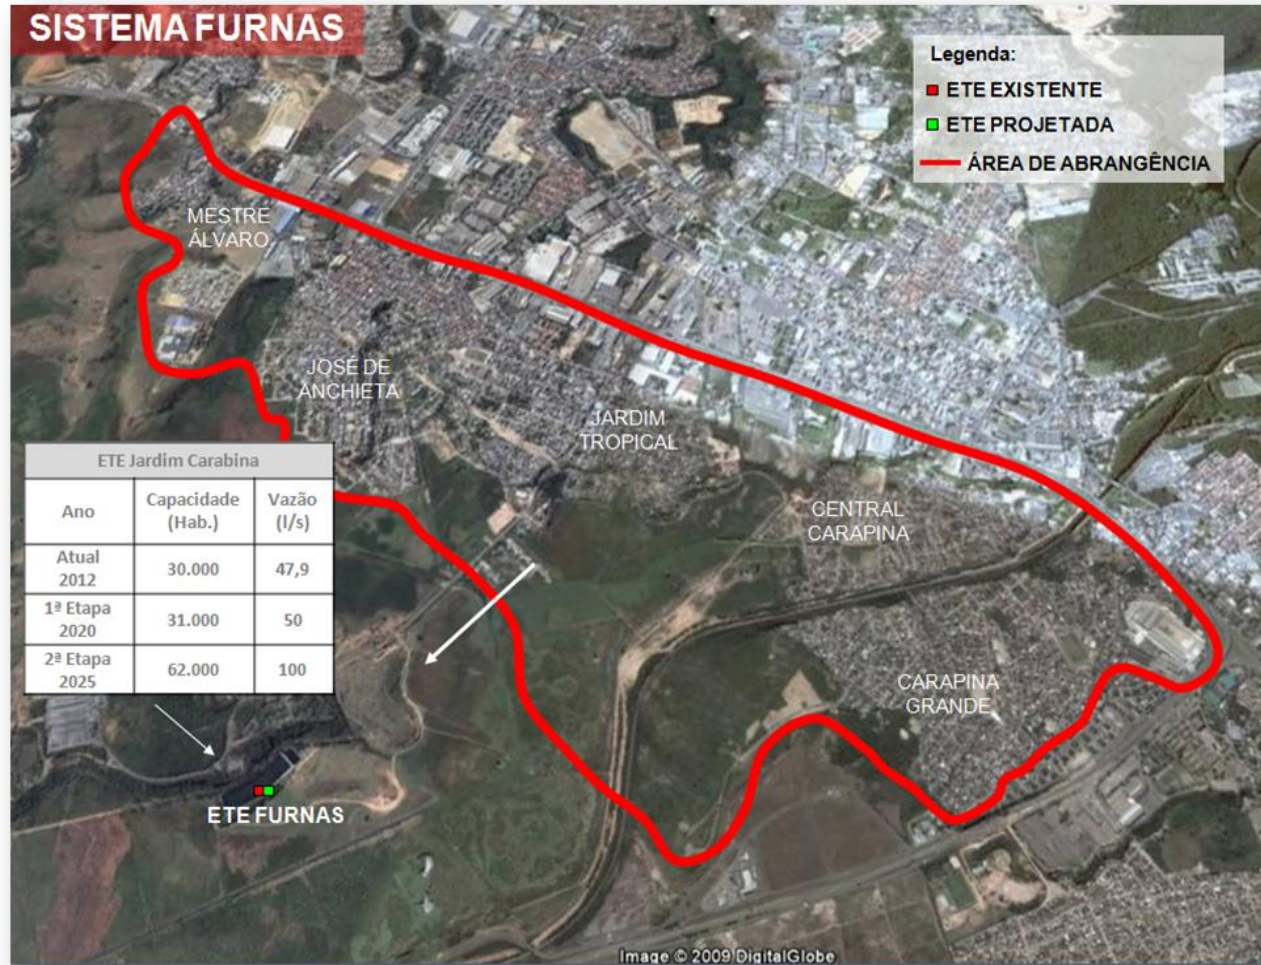 SISTEMA FURNAS
Legenda:
ETE EXISTENTE
ETE PROJETADA
ÁREA DE ABRANGÊNCIA
MESTRE
ÁLVARO
JOSÉ DE
ANCHIETA
JARDIM
TROPICAL
CENTRAL
CARAPINA
CARAPINA
GRANDE
ETE Jardim Carabina
Ano Capacidade (Hab.) Vazão (l/s)
Atual 2012 30.000 47,9
1ª Etapa 2020 31.000 50
2ª Etapa 2025 62.000 100
ETE FURNAS
Image © 2009 DigitalGlobe